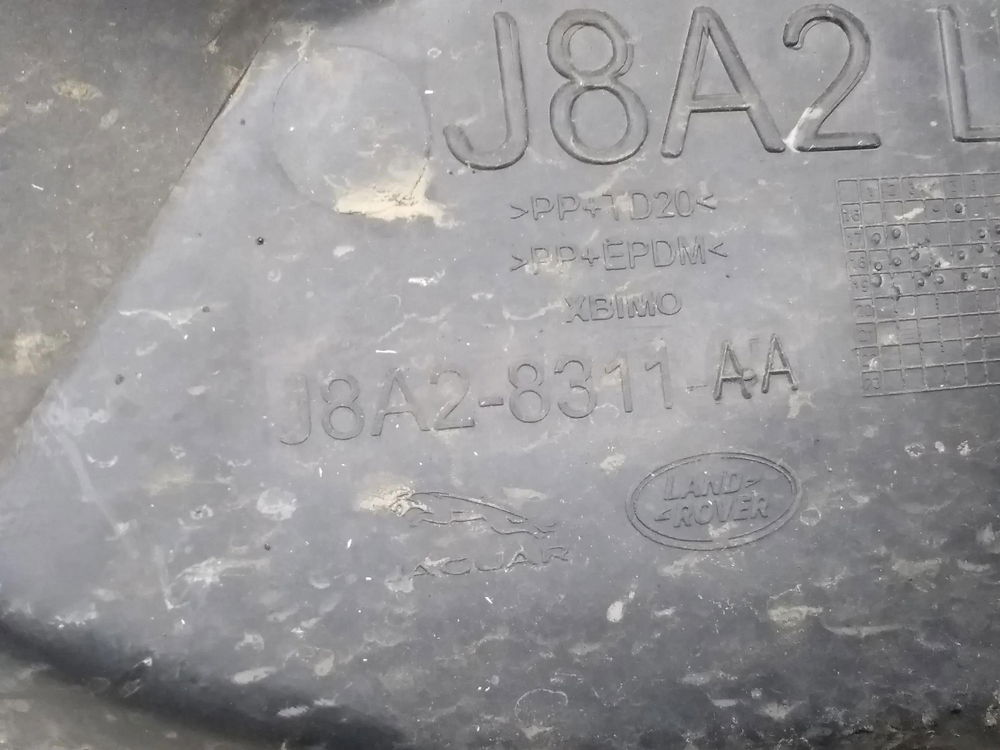 J8A2 L
>PP+TD20<
>PP+EPDM<
XBIMO
J8A2-8311-AA
JAGUAR
LAND-
-ROVER